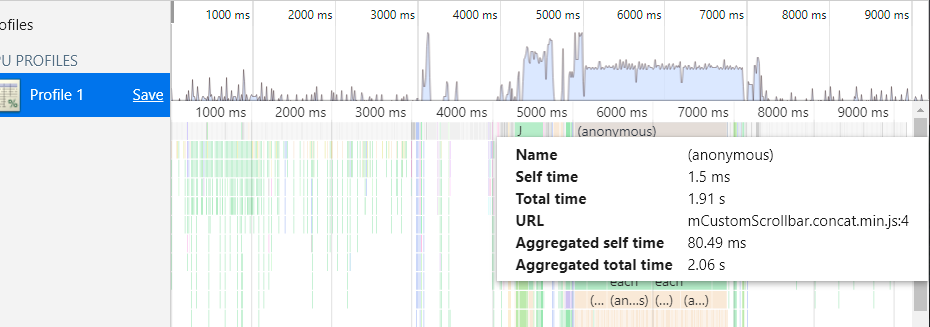 1000 ms 2000 ms 3000 ms 4000 ms 5000 ms 6000 ms 7000 ms 8000 ms 9000 ms
rofiles
PU PROFILES
Profile 1 Save
1000 ms 2000 ms 3000 ms 4000 ms 5000 ms 6000 ms 7000 ms 8000 ms 9000 ms
J (anonymous)
Name (anonymous)
Self time 1.5 ms
Total time 1.91 s
URL mCustomScrollbar.concat.min.js:4
Aggregated self time 80.49 ms
Aggregated total time 2.06 s
each each
(... (an...s) (...) (a...)